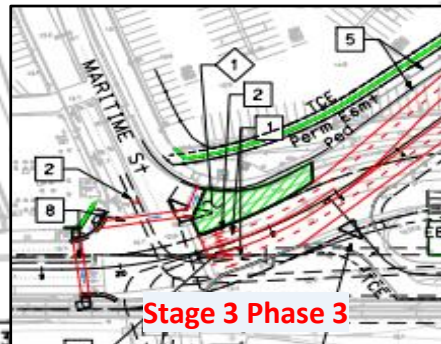 5
1
2
1
TCE
Perm Esmt
Ped
MARITIME St
2
8
TCE
Stage 3 Phase 3